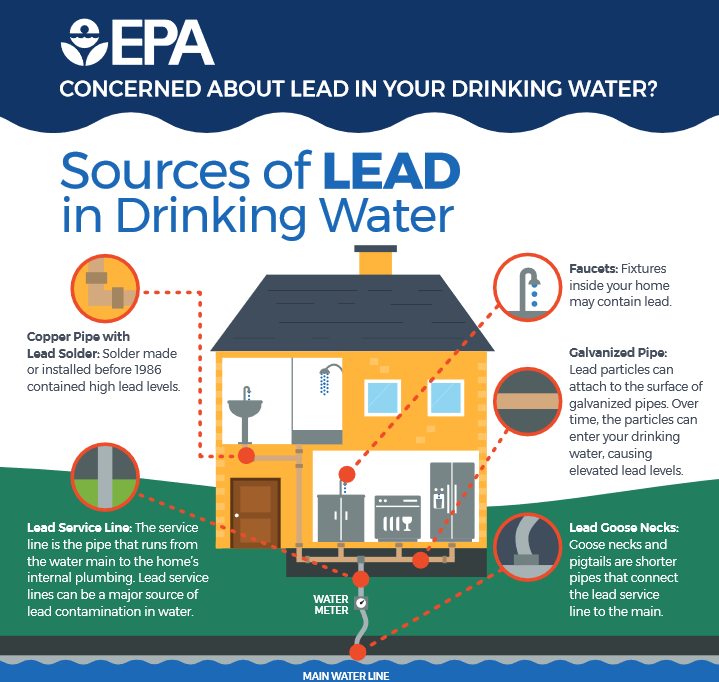 EPA
CONCERNED ABOUT LEAD IN YOUR DRINKING WATER?
Sources of LEAD
in Drinking Water
Copper Pipe with
Lead Solder: Solder made
or installed before 1986
contained high lead levels.
Lead Service Line: The service
line is the pipe that runs from
the water main to the home's
internal plumbing. Lead service
lines can be a major source of
lead contamination in water.
Faucets: Fixtures
inside your home
may contain lead.
Galvanized Pipe:
Lead particles can
attach to the surface of
galvanized pipes. Over
time, the particles can
enter your drinking
water, causing
elevated lead levels.
Lead Goose Necks:
Goose necks and
pigtails are shorter
pipes that connect
the lead service
line to the main.
WATER
METER
MAIN WATER LINE